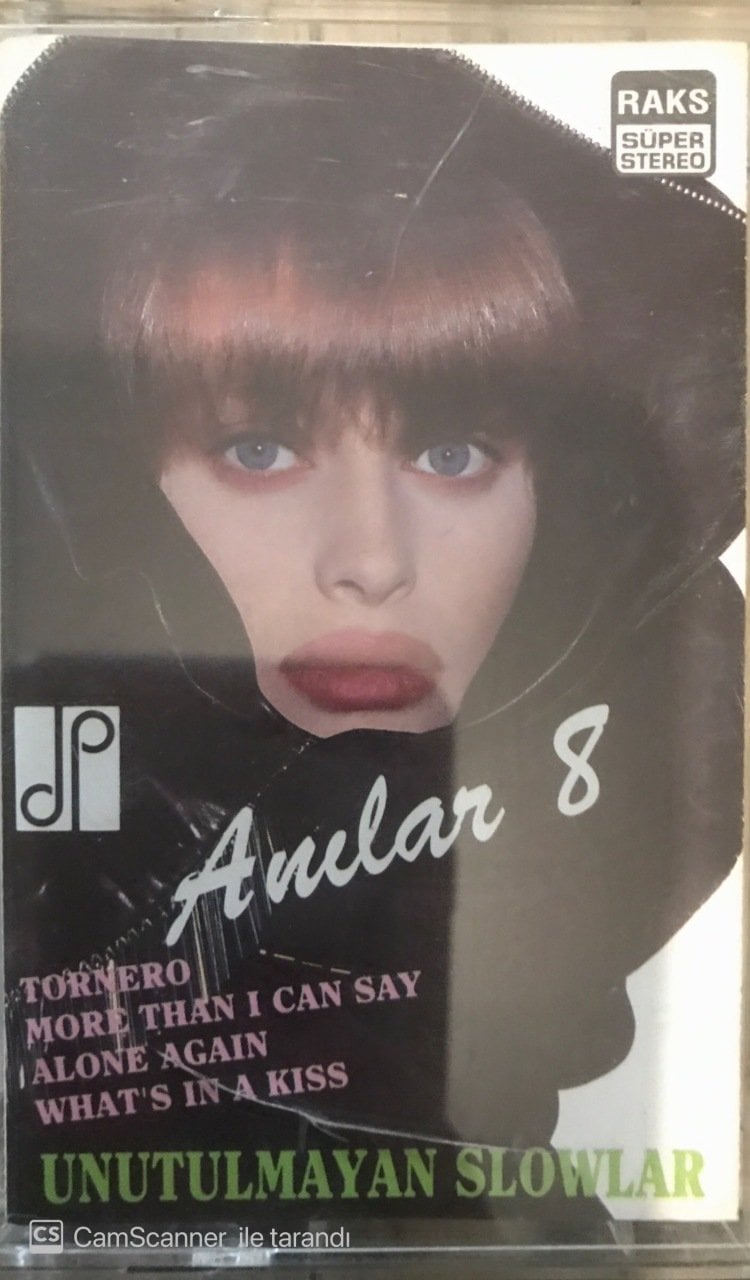 RAKS
SÜPER
STEREO
Anılar 8
TORNERO
MORE THAN I CAN SAY
ALONE AGAIN
WHAT'S IN A KISS
UNUTULMAYAN SLOWLAR
CS CamScanner ile tarandı